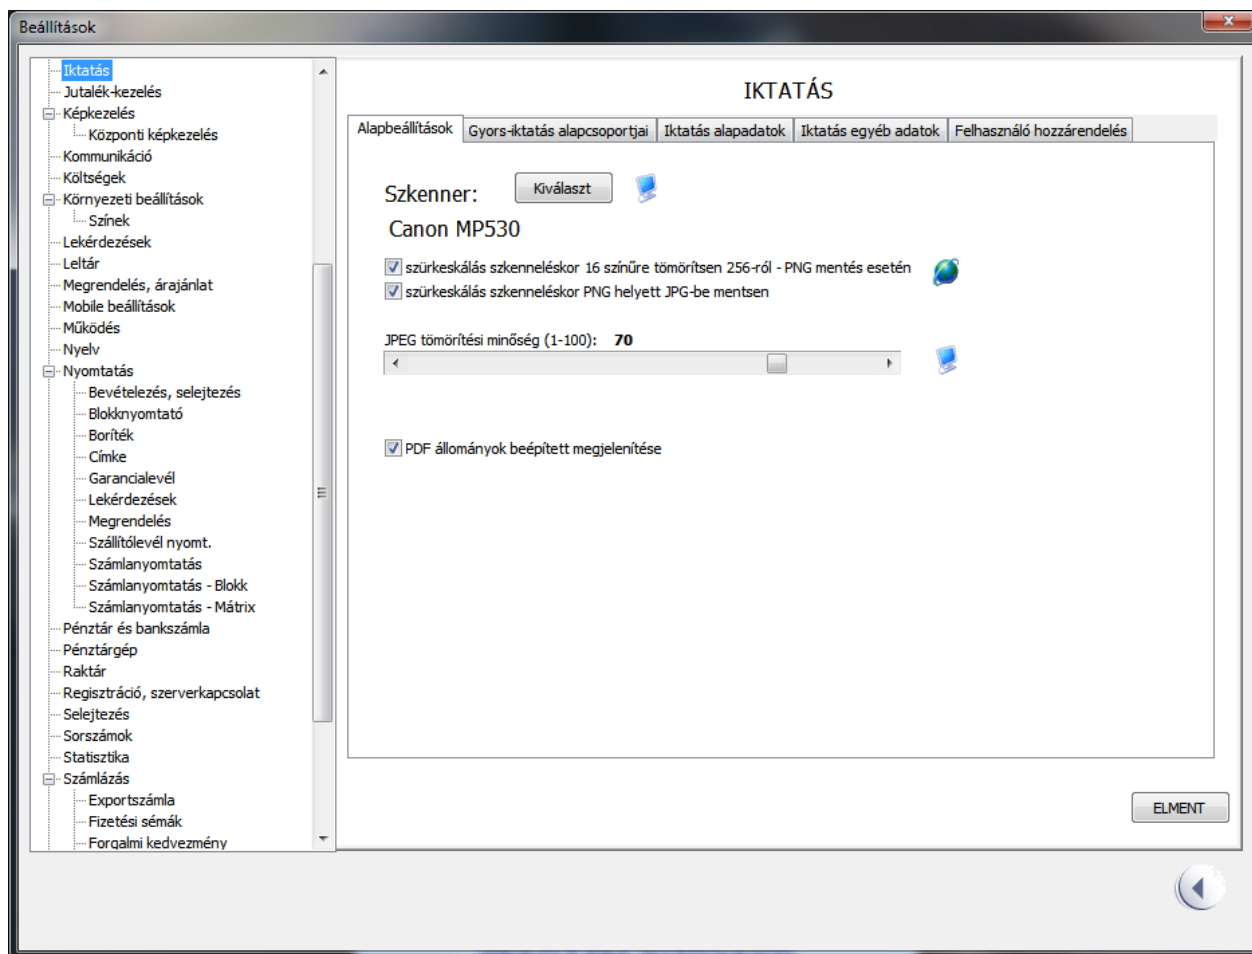 Beállítások
Iktatás
Jutalék-kezelés
Képkezelés
Központi képkezelés
Kommunikáció
Költségek
Környezeti beállítások
Színek
Lekérdezések
Leltár
Megrendelés, árajánlat
Mobile beállítások
Működés
Nyelv
Nyomtatás
Bevételezés, selejtezés
Blokknyomtató
Boríték
Címke
Garancialevél
Lekérdezések
Megrendelés
Szállítólevél nyomt.
Számlanyomtatás
Számlanyomtatás - Blokk
Számlanyomtatás - Mátrix
Pénztár és bankszámla
Pénztárgép
Raktár
Regisztráció, szerverkapcsolat
Selejtezés
Sorszámok
Statisztika
Számlázás
Exportszámla
Fizetési sémák
Forgalmi kedvezmény
IKTATÁS
Alapbeállítások Gyors-iktatás alapcsoportjai Iktatás alapadatok Iktatás egyéb adatok Felhasználó hozzárendelés
Szkenner: Kiválaszt
Canon MP530
szürkeskálás szkenneléskor 16 színűre tömörítsen 256-ról - PNG mentés esetén
szürkeskálás szkenneléskor PNG helyett JPG-be mentsen
JPEG tömörítési minőség (1-100): 70
PDF állományok beépített megjelenítése
ELMENT